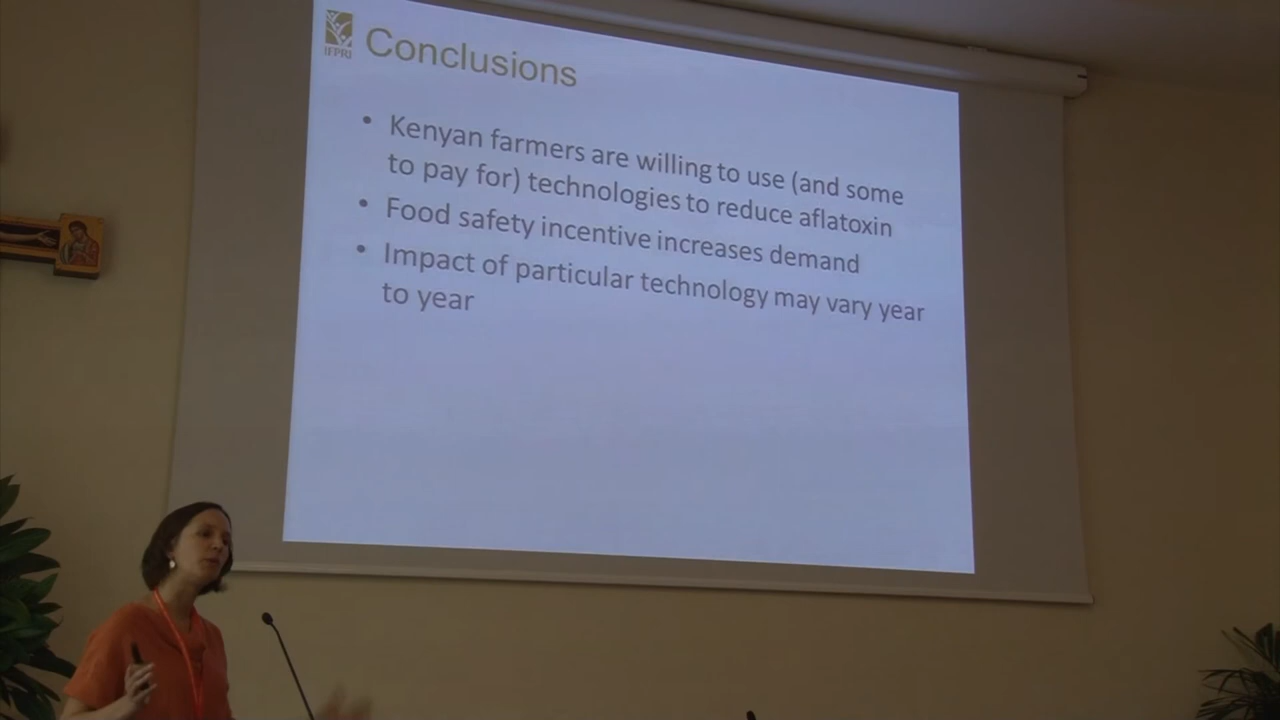 IFPRI
Conclusions
• Kenyan farmers are willing to use (and some
to pay for) technologies to reduce aflatoxin
• Food safety incentive increases demand
• Impact of particular technology may vary year
to year